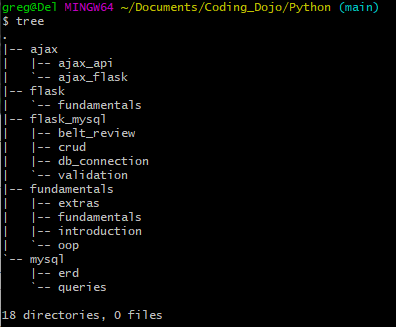 greg@Del MINGW64 ~/Documents/Coding_Dojo/Python (main)
$ tree
.
|-- ajax
|   |-- ajax_api
|   `-- ajax_flask
|-- flask
|   `-- fundamentals
|-- flask_mysql
|   |-- belt_review
|   |-- crud
|   |-- db_connection
|   `-- validation
|-- fundamentals
|   |-- extras
|   |-- fundamentals
|   |-- introduction
|   `-- oop
`-- mysql
    |-- erd
    `-- queries
18 directories, 0 files